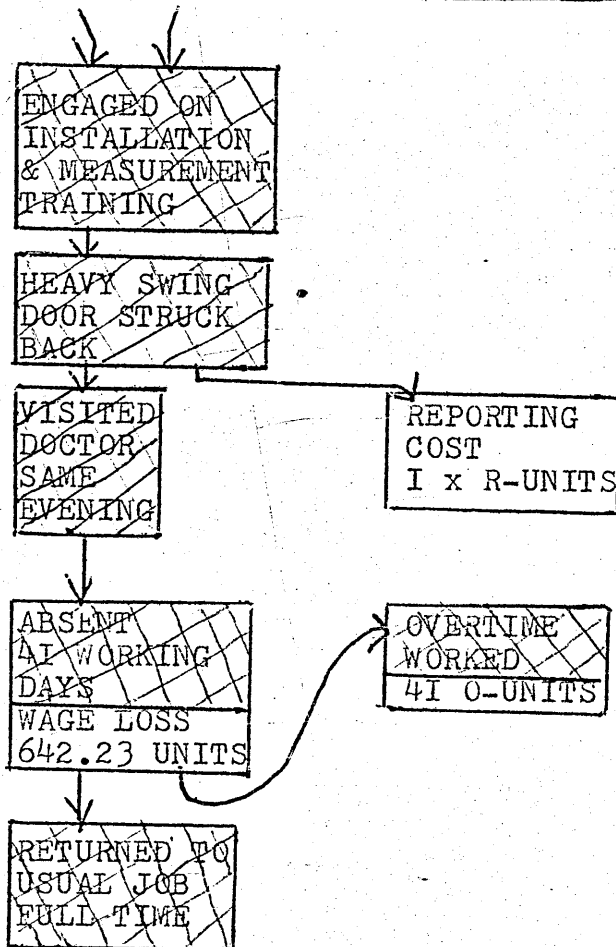 ENGAGED ON
INSTALLATION
& MEASUREMENT
TRAINING
HEAVY SWING
DOOR STRUCK
BACK
VISITED
DOCTOR
SAME
EVENING
REPORTING
COST
I x R-UNITS
ABSENT
4I WORKING
DAYS
WAGE LOSS
642.23 UNITS
OVERTIME
WORKED
4I O-UNITS
RETURNED TO
USUAL JOB
FULL TIME